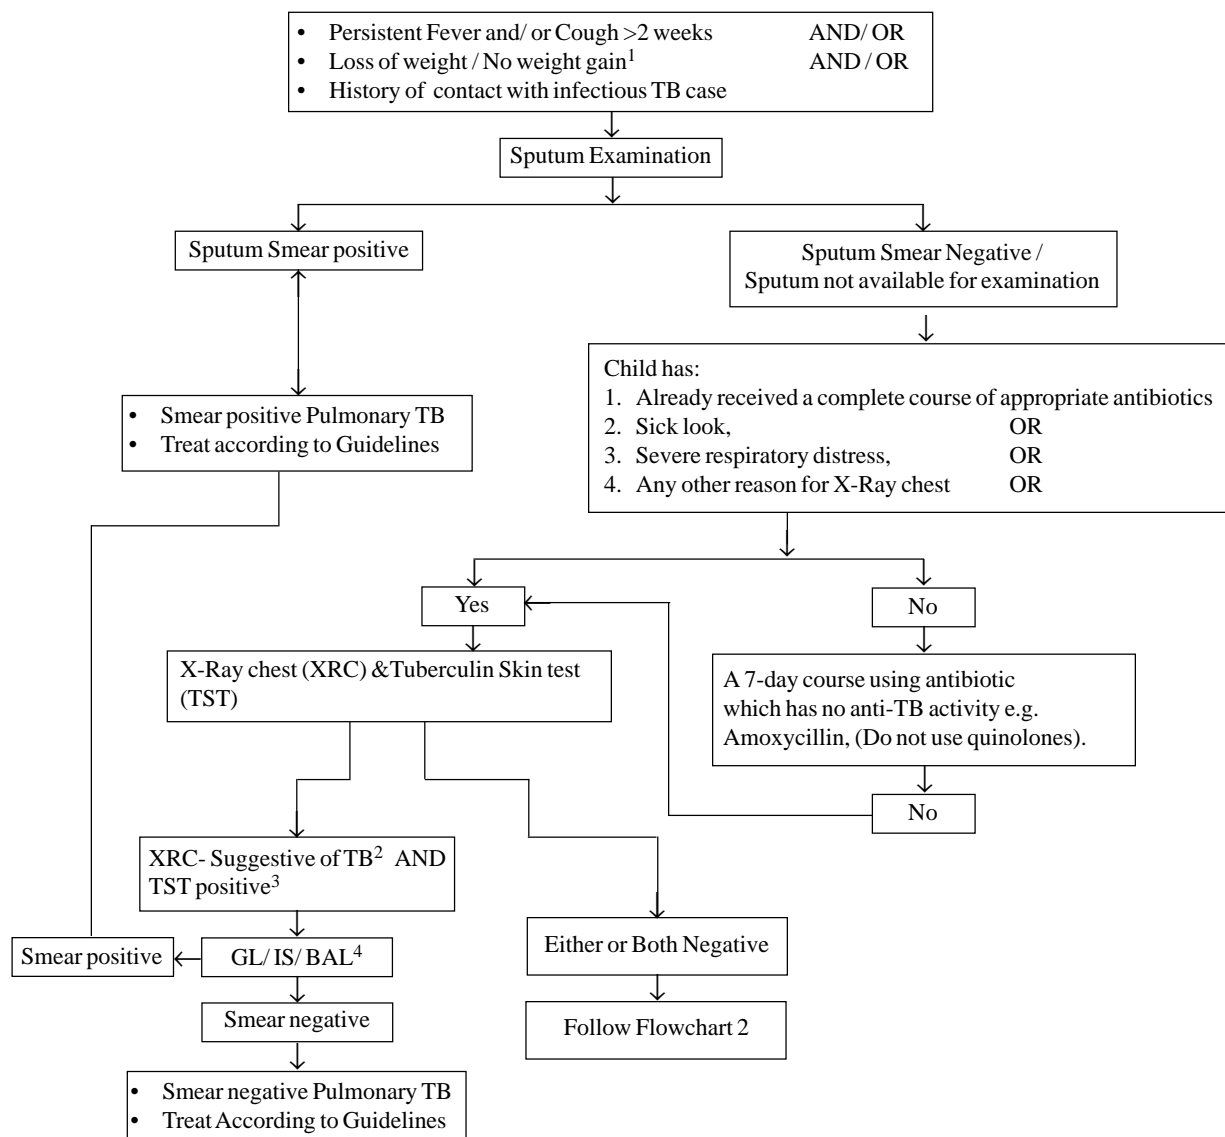 • Persistent Fever and/ or Cough >2 weeks AND/ OR
• Loss of weight / No weight gain1 AND / OR
• History of contact with infectious TB case
Sputum Examination
Sputum Smear positive
Sputum Smear Negative /
Sputum not available for examination
Child has:
1. Already received a complete course of appropriate antibiotics
2. Sick look, OR
3. Severe respiratory distress, OR
4. Any other reason for X-Ray chest OR
• Smear positive Pulmonary TB
• Treat according to Guidelines
Yes
No
X-Ray chest (XRC) &Tuberculin Skin test
(TST)
A 7-day course using antibiotic
which has no anti-TB activity e.g.
Amoxycillin, (Do not use quinolones).
No
XRC- Suggestive of TB2 AND
TST positive3
Either or Both Negative
Smear positive
GL/ IS/ BAL4
Smear negative
Follow Flowchart 2
• Smear negative Pulmonary TB
• Treat According to Guidelines